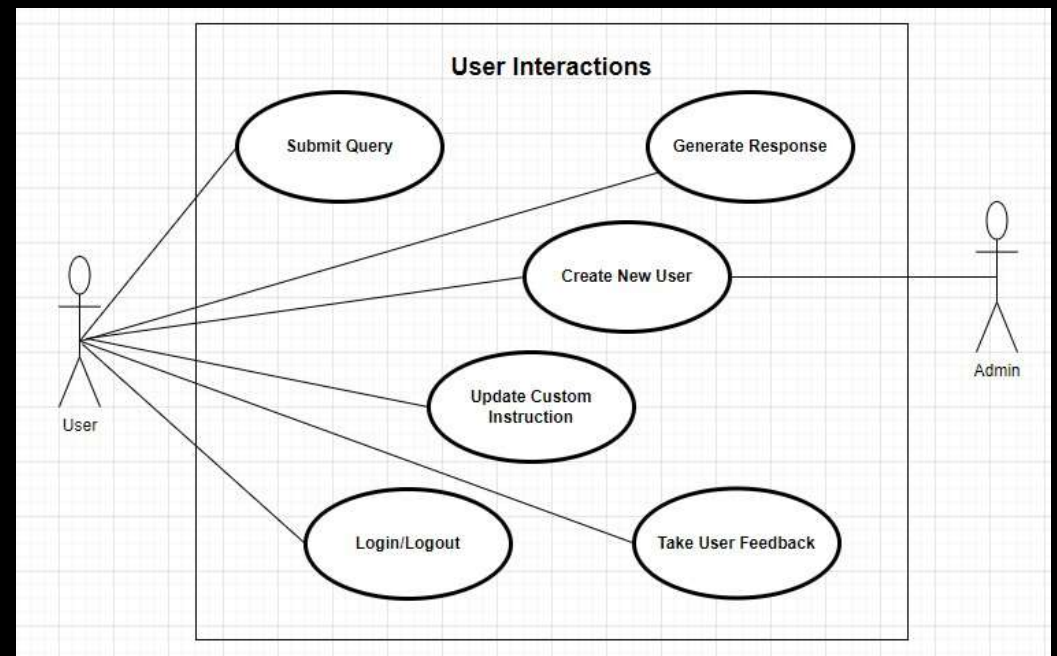 User Interactions
Submit Query
Generate Response
Create New User
Admin
Update Custom
Instruction
User
Login/Logout
Take User Feedback